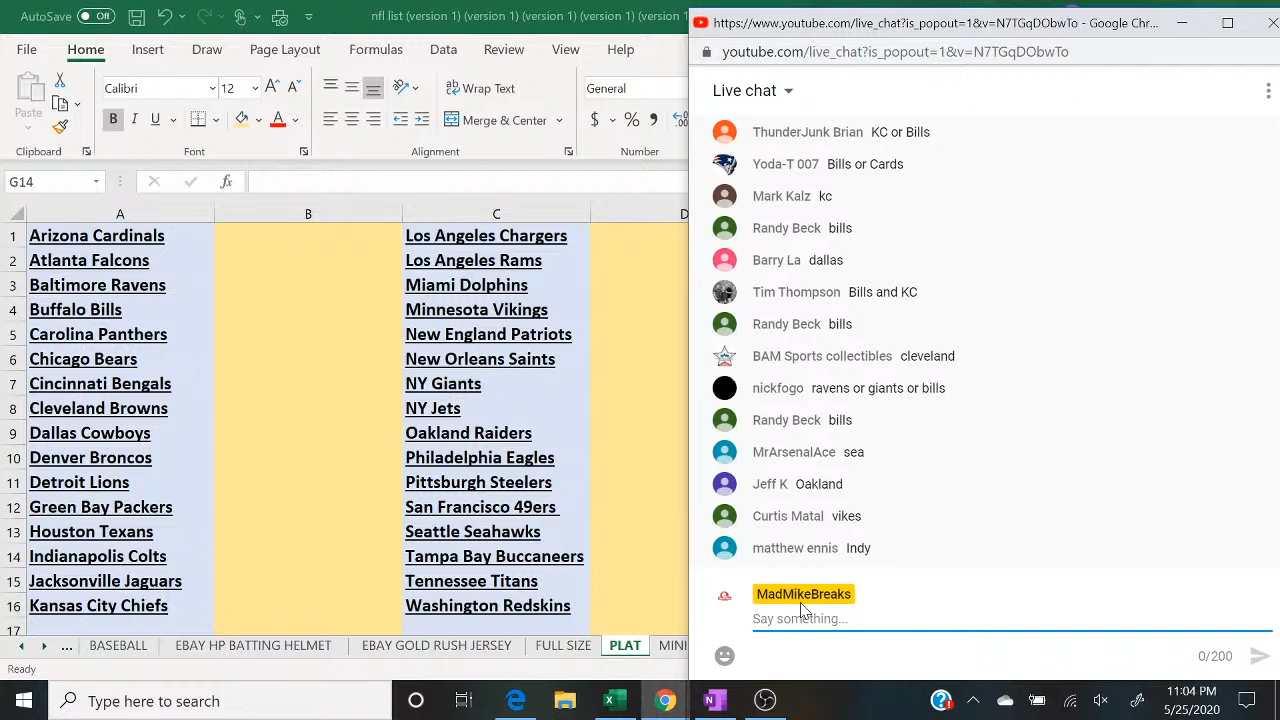 AutoSave Off nfl list (version 1) (version 1) (version 1) (version 1) (
File Home Insert Draw Page Layout Formulas Data Review View Help
Paste
Calibri 12 A A Wrap Text General
B I U A Merge & Center $ % 9
Clipboard Font Alignment Number
G14 fx
A B C D
1 Arizona Cardinals Los Angeles Chargers
2 Atlanta Falcons Los Angeles Rams
3 Baltimore Ravens Miami Dolphins
4 Buffalo Bills Minnesota Vikings
5 Carolina Panthers New England Patriots
6 Chicago Bears New Orleans Saints
7 Cincinnati Bengals NY Giants
8 Cleveland Browns NY Jets
9 Dallas Cowboys Oakland Raiders
10 Denver Broncos Philadelphia Eagles
11 Detroit Lions Pittsburgh Steelers
12 Green Bay Packers San Francisco 49ers
13 Houston Texans Seattle Seahawks
14 Indianapolis Colts Tampa Bay Buccaneers
15 Jacksonville Jaguars Tennessee Titans
16 Kansas City Chiefs Washington Redskins
17
... BASEBALL EBAY HP BATTING HELMET EBAY GOLD RUSH JERSEY FULL SIZE PLAT MINI
Ready
https://www.youtube.com/live_chat?is_popout=1&v=N7TGqDObwTo - Google Chr...
youtube.com/live_chat?is_popout=1&v=N7TGqDObwTo
Live chat
ThunderJunk Brian KC or Bills
Yoda-T 007 Bills or Cards
Mark Kalz kc
Randy Beck bills
Barry La dallas
Tim Thompson Bills and KC
Randy Beck bills
BAM Sports collectibles cleveland
nickfogo ravens or giants or bills
Randy Beck bills
MrArsenalAce sea
Jeff K Oakland
Curtis Matal vikes
matthew ennis Indy
MadMikeBreaks
Say something...
0/200
Type here to search
11:04 PM
5/25/2020